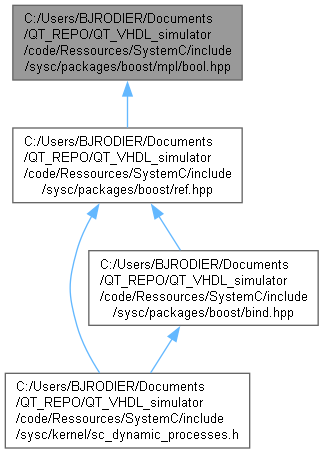 C:/Users/BJRODIER/Documents
/QT_REPO/QT_VHDL_simulator
/code/Ressources/SystemC/include
/sysc/packages/boost/mpl/bool.hpp
C:/Users/BJRODIER/Documents
/QT_REPO/QT_VHDL_simulator
/code/Ressources/SystemC/include
/sysc/packages/boost/ref.hpp
C:/Users/BJRODIER/Documents
/QT_REPO/QT_VHDL_simulator
/code/Ressources/SystemC/include
/sysc/packages/boost/bind.hpp
C:/Users/BJRODIER/Documents
/QT_REPO/QT_VHDL_simulator
/code/Ressources/SystemC/include
/sysc/kernel/sc_dynamic_processes.h